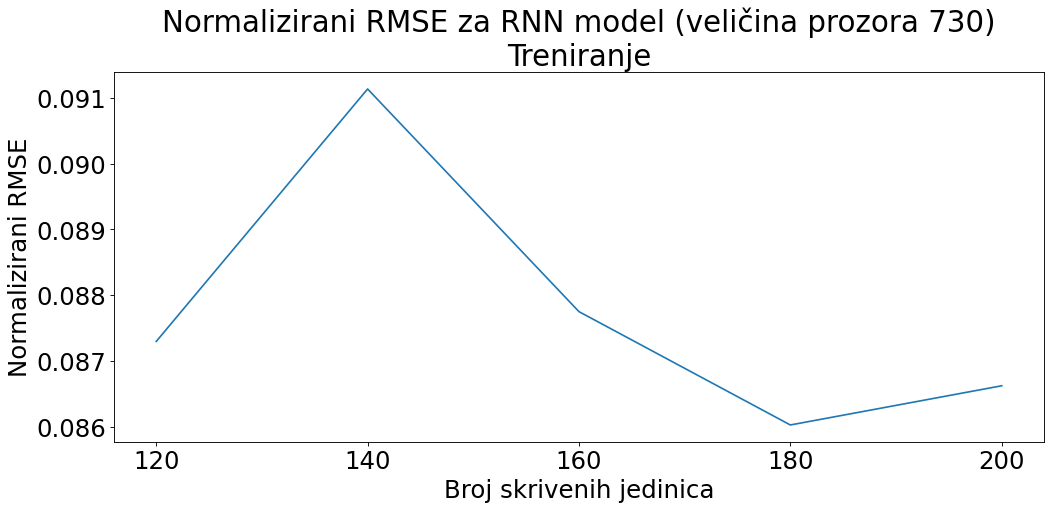 Normalizirani RMSE za RNN model (veličina prozora 730)
Treniranje
Normalizirani RMSE
0.091
0.090
0.089
0.088
0.087
0.086
120 140 160 180 200
Broj skrivenih jedinica